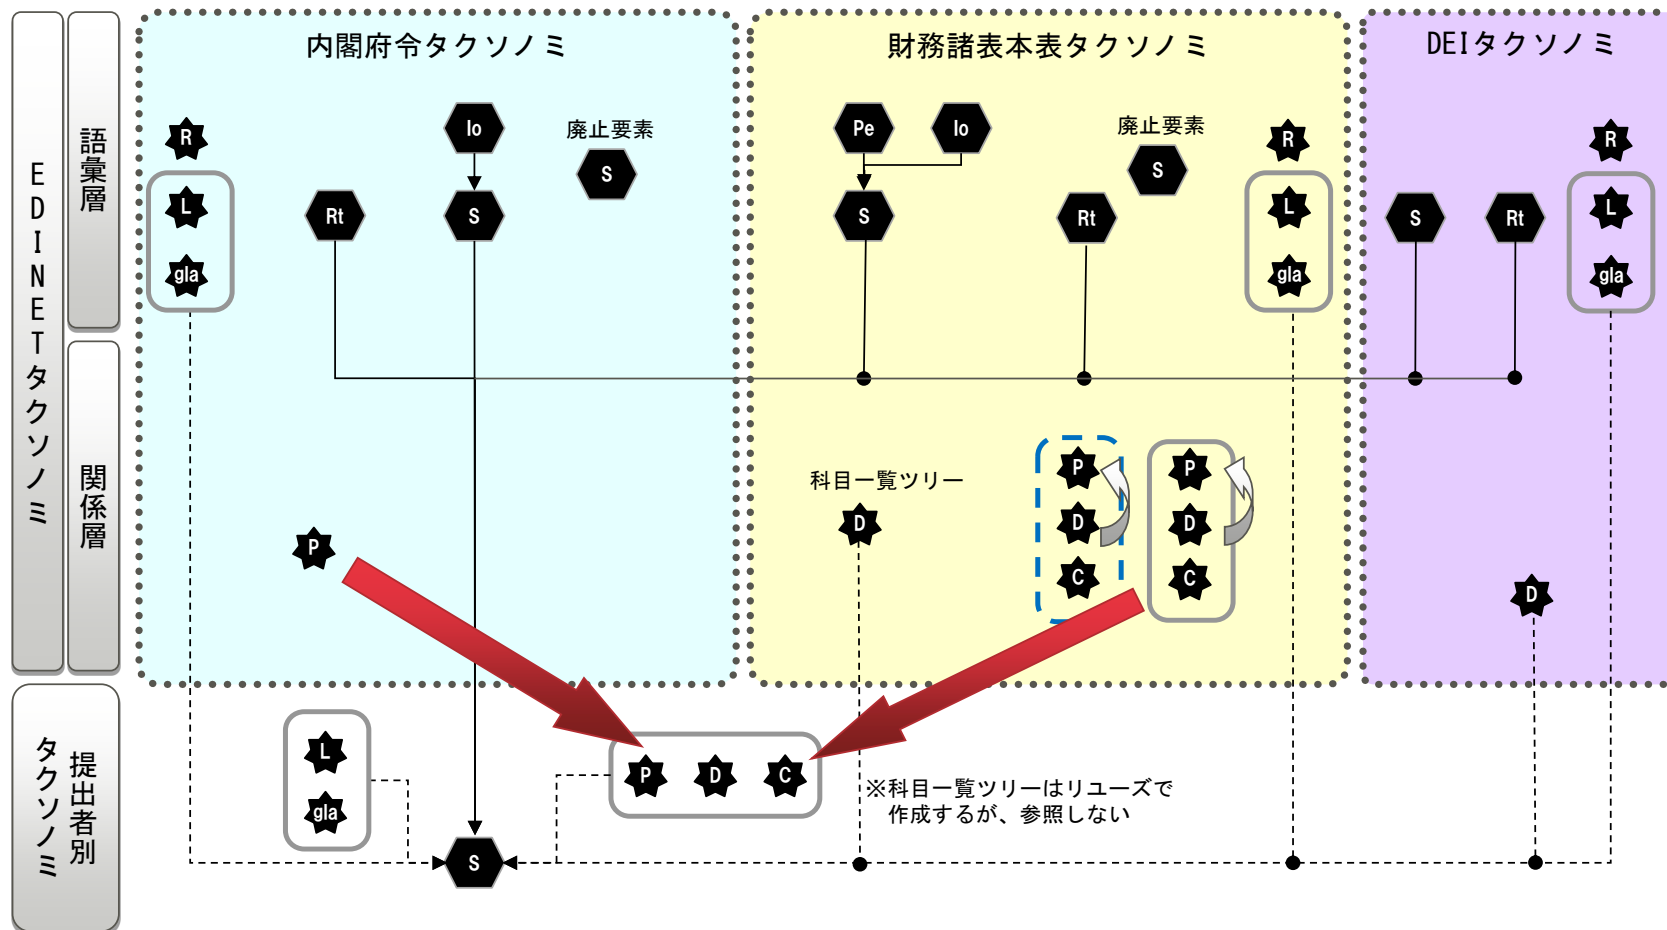 EDINETタクソノミ
語彙層
関係層
提出者別
タクソノミ
内閣府令タクソノミ
R
L
gla
Rt
Io
S
廃止要素
S
P
財務諸表本表タクソノミ
Pe
Io
S
Rt
廃止要素
S
R
L
gla
科目一覧ツリー
D
P
D
C
P
D
C
DEIタクソノミ
S
Rt
R
L
gla
D
L
gla
P
D
C
S
※科目一覧ツリーはリユーズで
作成するが、参照しない